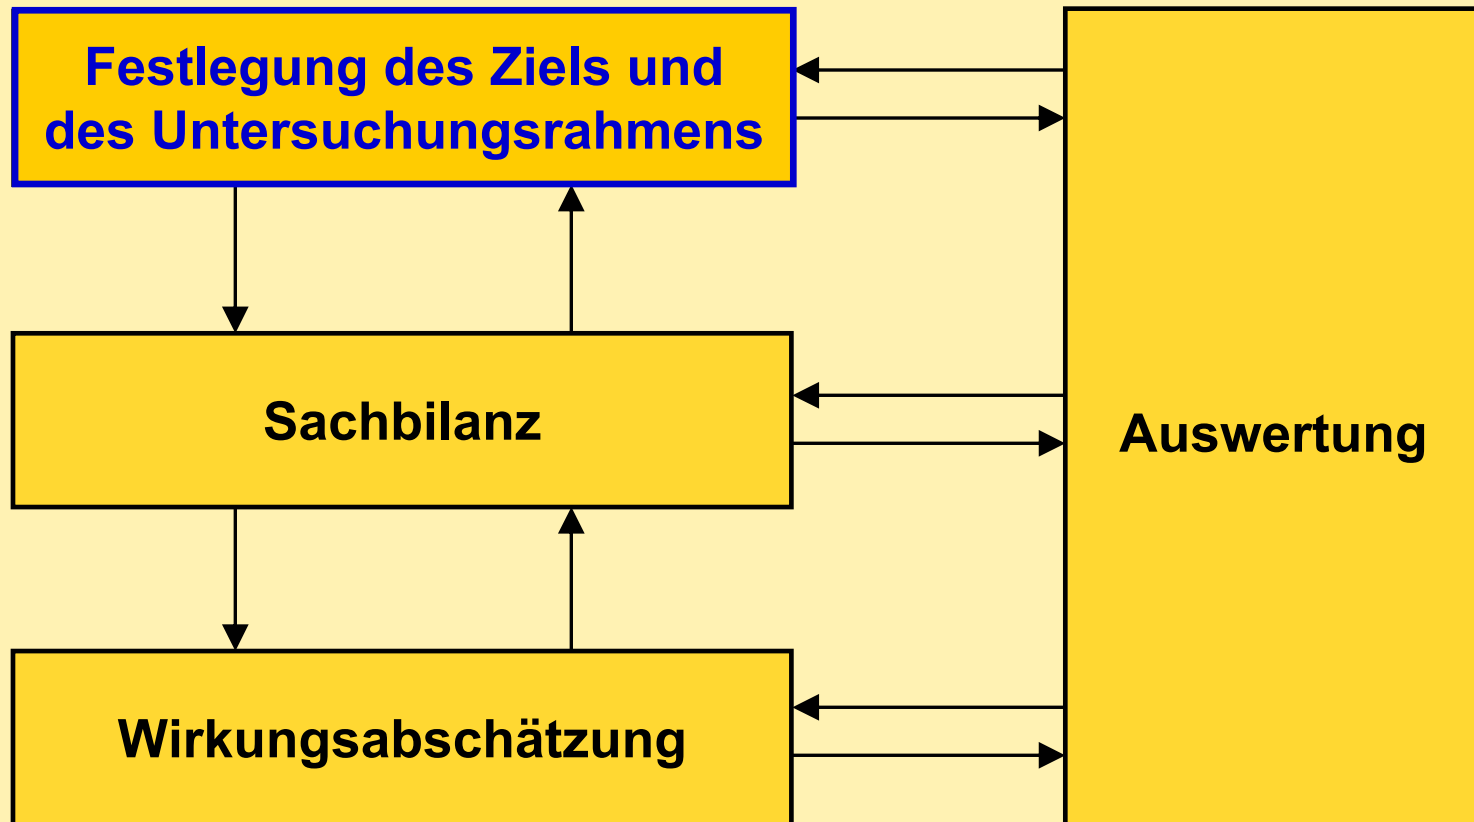 Festlegung des Ziels und
des Untersuchungsrahmens
Sachbilanz
Auswertung
Wirkungsabschätzung